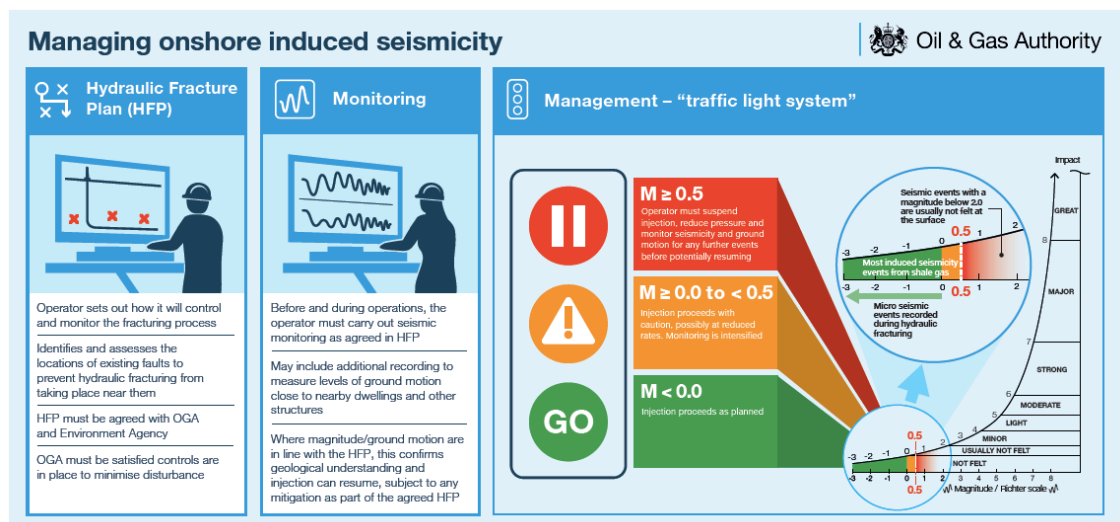 Managing onshore induced seismicity
Oil & Gas Authority
Hydraulic Fracture
Plan (HFP)
Operator sets out how it will control
and monitor the fracturing process
Identifies and assesses the
locations of existing faults to
prevent hydraulic fracturing from
taking place near them
HFP must be agreed with OGA
and Environment Agency
OGA must be satisfied controls are
in place to minimise disturbance
Monitoring
Before and during operations, the
operator must carry out seismic
monitoring as agreed in HFP
May include additional recording to
measure levels of ground motion
close to nearby dwellings and other
structures
Where magnitude/ground motion are
in line with the HFP, this confirms
geological understanding and
injection can resume, subject to any
mitigation as part of the agreed HFP
Management – “traffic light system”
M ≥ 0.5
Operator must suspend
injection, reduce pressure and
monitor seismicity and ground
motion for any further events
before potentially resuming
M ≥ 0.0 to < 0.5
Injection proceeds with
caution, possibly at reduced
rates. Monitoring is intensified
GO
M < 0.0
Injection proceeds as planned
Seismic events with a
magnitude below 2.0
are usually not felt at
the surface
0.5
-3 -2 -1 0 1 2
Most induced seismicity
events from shale gas
-3 -2 -1 0 1 2
0.5
Micro seismic
events recorded
during hydraulic
fracturing
Impact
GREAT
8
MAJOR
7
STRONG
6
MODERATE
5
LIGHT
4
MINOR
3
USUALLY NOT FELT
2
NOT FELT
0.5
-3 -2 -1 0 1
-3 -2 -1 0 1 2 3 4 5 6 7 8
0.5
Magnitude / Richter scale